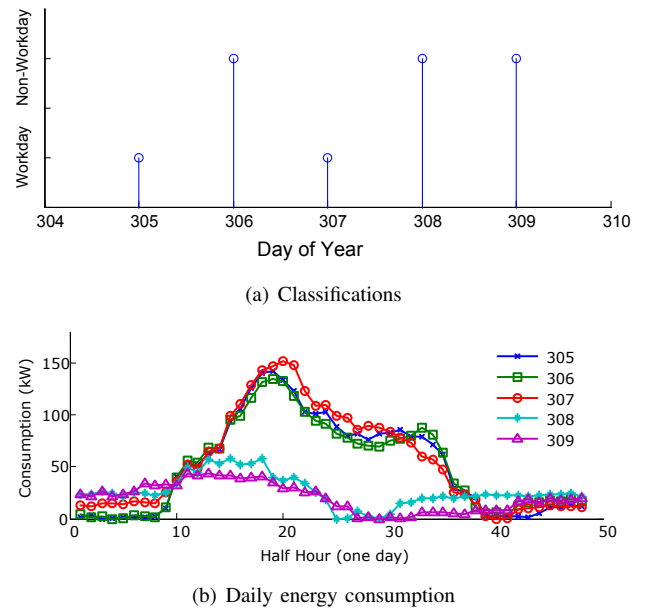 Non-Workday
Workday
304 305 306 307 308 309 310
Day of Year
(a) Classifications
Consumption (kW)
150
100
50
0
0 10 20 30 40 50
Half Hour (one day)
305
306
307
308
309
(b) Daily energy consumption